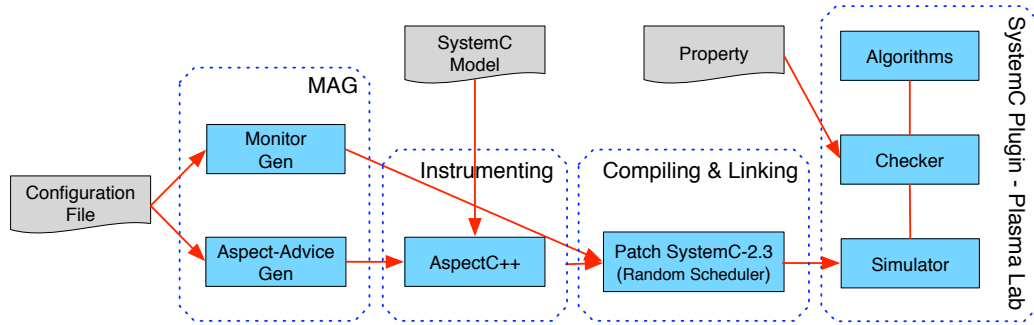 SystemC
Model
Property
Algorithms
SystemC Plugin - Plasma Lab
MAG
Monitor
Gen
Instrumenting
Compiling & Linking
Checker
Configuration
File
Aspect-Advice
Gen
AspectC++
Patch SystemC-2.3
(Random Scheduler)
Simulator